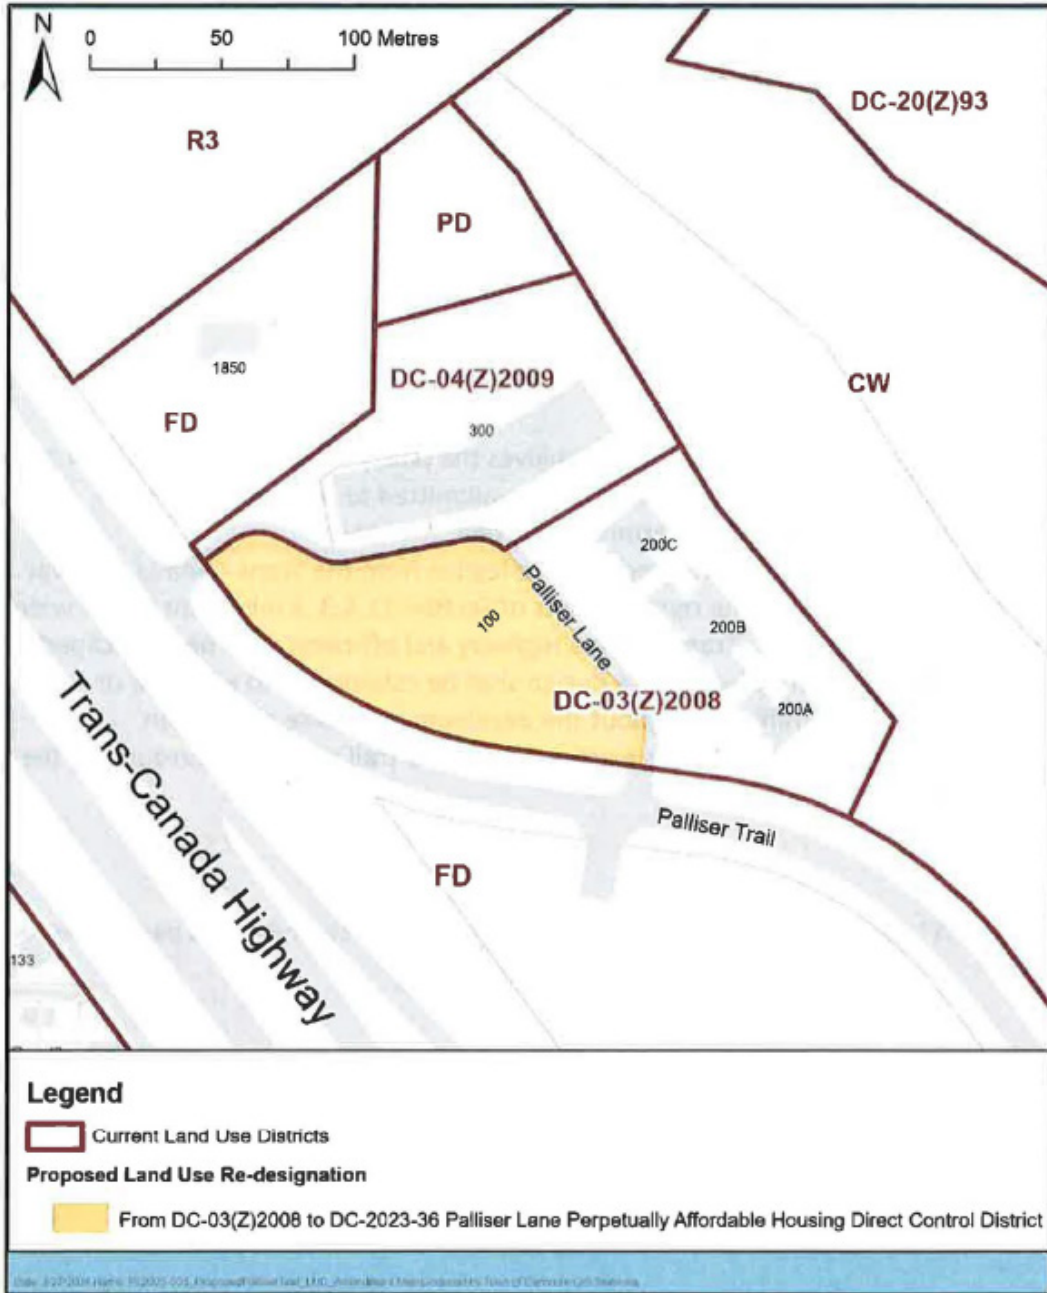 N
0 50 100 Metres
R3
DC-20(Z)93
PD
1850
DC-04(Z)2009
CW
FD
300
200C
Palliser Lane
100
200B
DC-03(Z)2008
200A
Trans-Canada Highway
Palliser Trail
FD
133
Legend
Current Land Use Districts
Proposed Land Use Re-designation
From DC-03(Z)2008 to DC-2023-36 Palliser Lane Perpetually Affordable Housing Direct Control District